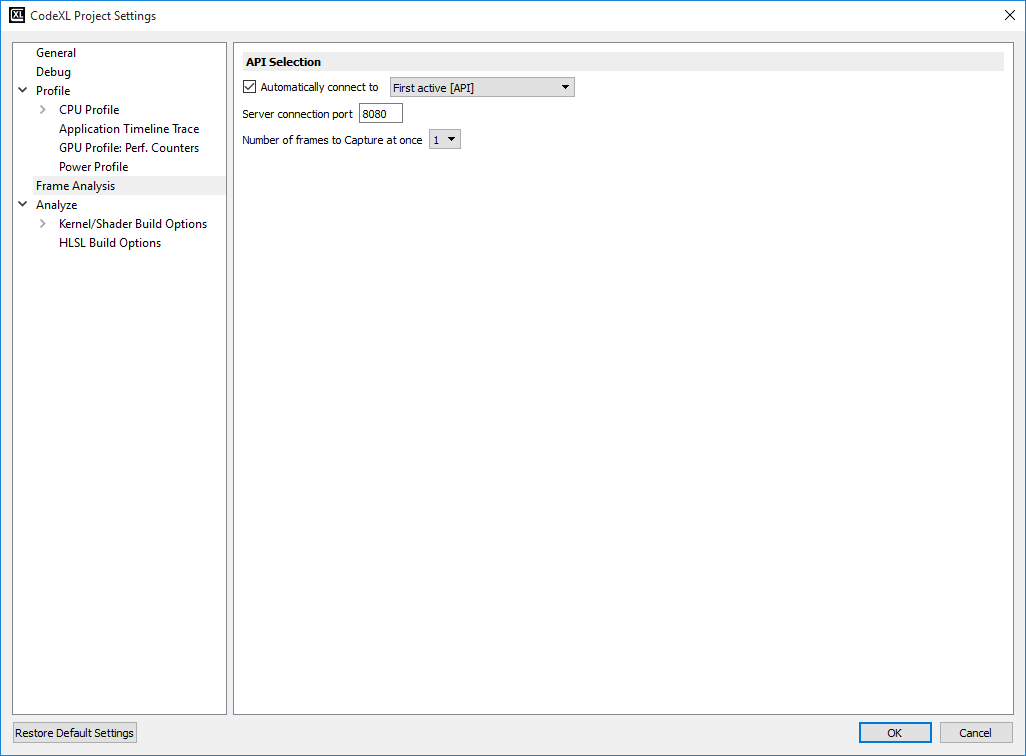 XL CodeXL Project Settings
General
Debug
Profile
CPU Profile
Application Timeline Trace
GPU Profile: Perf. Counters
Power Profile
Frame Analysis
Analyze
Kernel/Shader Build Options
HLSL Build Options
API Selection
Automatically connect to First active [API]
Server connection port 8080
Number of frames to Capture at once 1
Restore Default Settings
OK
Cancel